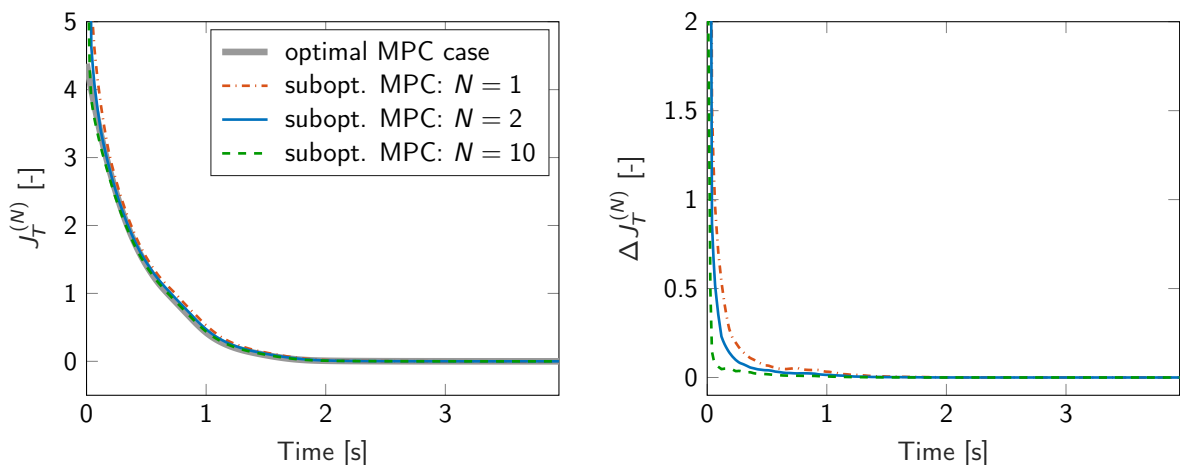 5
4
3
2
1
0
0
1
2
3
J_T^(N) [-]
Time [s]
optimal MPC case
subopt. MPC: N = 1
subopt. MPC: N = 2
subopt. MPC: N = 10
2
1.5
1
0.5
0
0
1
2
3
ΔJ_T^(N) [-]
Time [s]